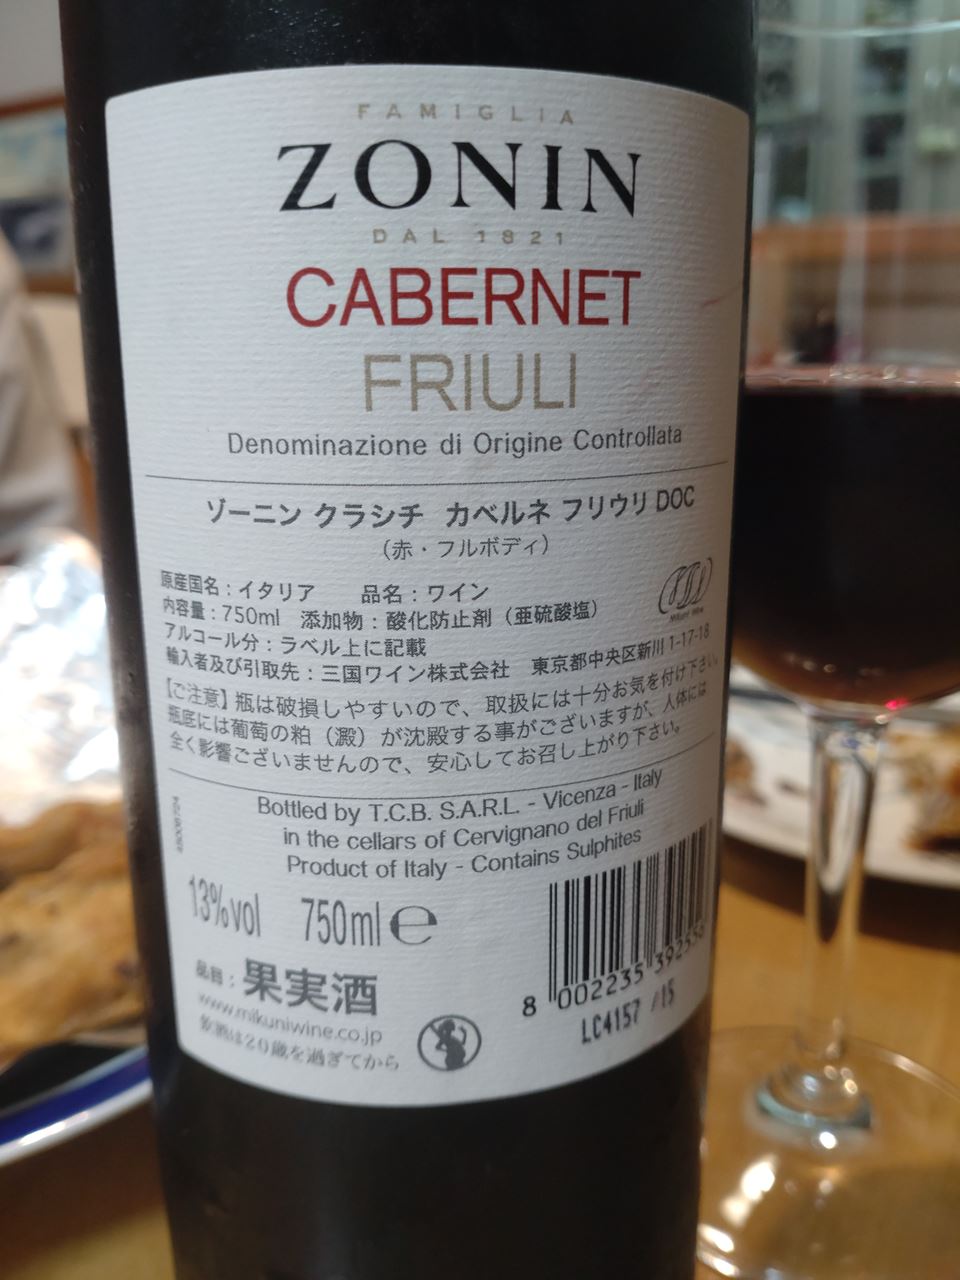 FAMIGLIA
ZONIN
DAL 1821
CABERNET
FRIULI
Denominazione di Origine Controllata
ゾーニン クラシチ カベルネ フリウリ DOC
（赤・フルボディ）
原産国名：イタリア 品名：ワイン
内容量：750ml 添加物：酸化防止剤（亜硫酸塩）
アルコール分：ラベル上に記載
輸入者及び引取先：三国ワイン株式会社 東京都中央区新川 1-17-18
【ご注意】瓶は破損しやすいので、取扱には十分お気を付け下さい。
瓶底には葡萄の粕（澱）が沈殿する事がございますが、人体には
全く影響ございませんので、安心してお召し上がり下さい。
Mikuni Wine
Bottled by T.C.B. S.A.R.L. - Vicenza - Italy
in the cellars of Cervignano del Friuli
Product of Italy - Contains Sulphites
13%vol 750ml e
品目：果実酒
www.mikuniwine.co.jp
飲酒は20歳を過ぎてから
8 002235 392556
LC4157 /15